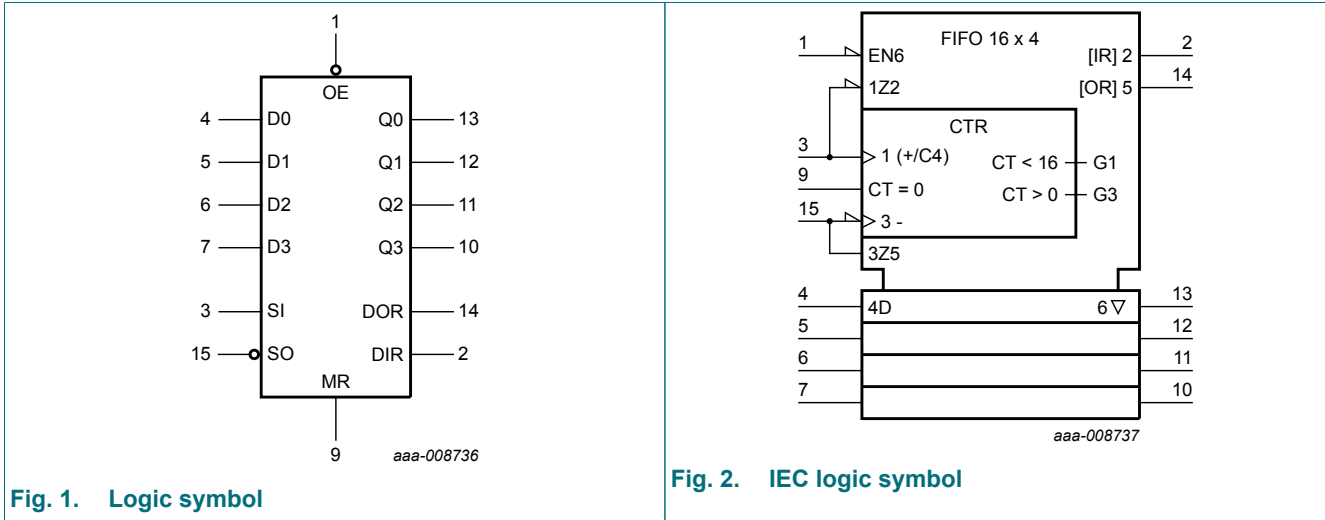 1
OE
4 D0 Q0 13
5 D1 Q1 12
6 D2 Q2 11
7 D3 Q3 10
3 SI DOR 14
15 SO DIR 2
MR
9 aaa-008736
Fig. 1. Logic symbol
FIFO 16 x 4
1 EN6 [IR] 2 2
1Z2 [OR] 5 14
CTR
3 1 (+/C4) CT < 16 G1
9 CT = 0 CT > 0 G3
15 3 -
3Z5
4 4D 6 ▽ 13
5 12
6 11
7 10
aaa-008737
Fig. 2. IEC logic symbol